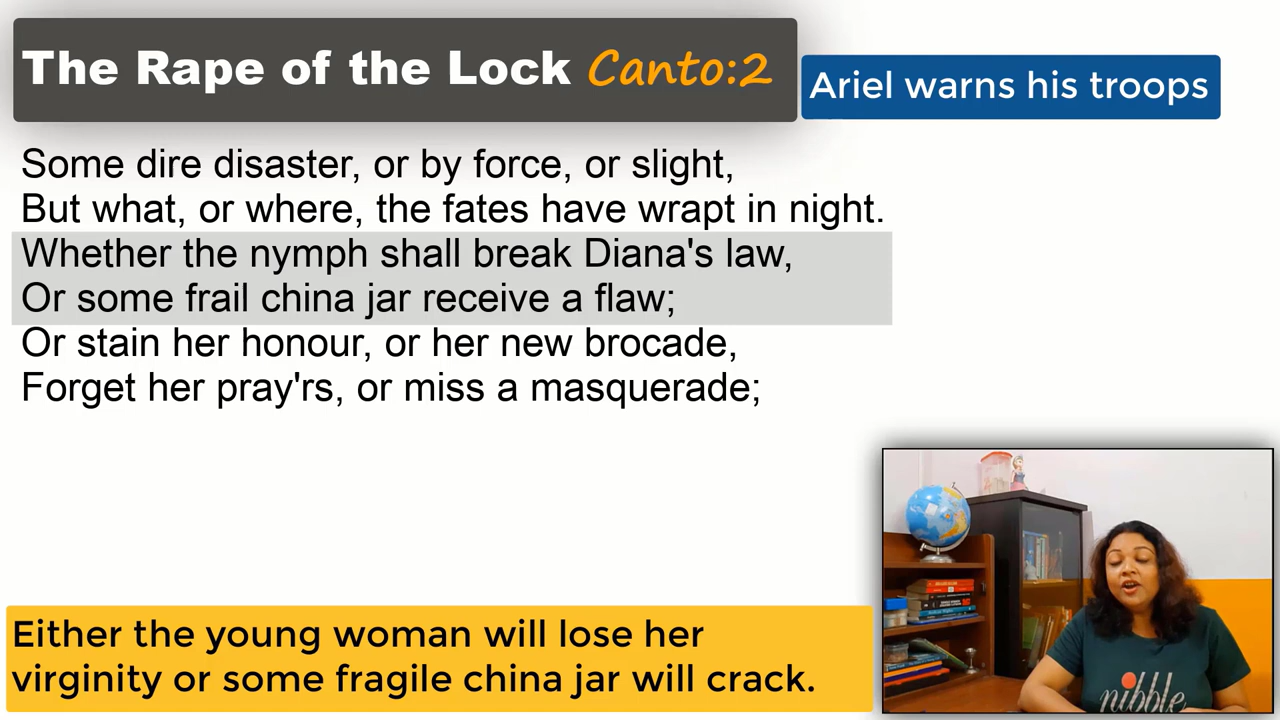 The Rape of the Lock Canto:2
Ariel warns his troops
Some dire disaster, or by force, or slight,
But what, or where, the fates have wrapt in night.
Whether the nymph shall break Diana's law,
Or some frail china jar receive a flaw;
Or stain her honour, or her new brocade,
Forget her pray'rs, or miss a masquerade;
Either the young woman will lose her
virginity or some fragile china jar will crack.
nibble